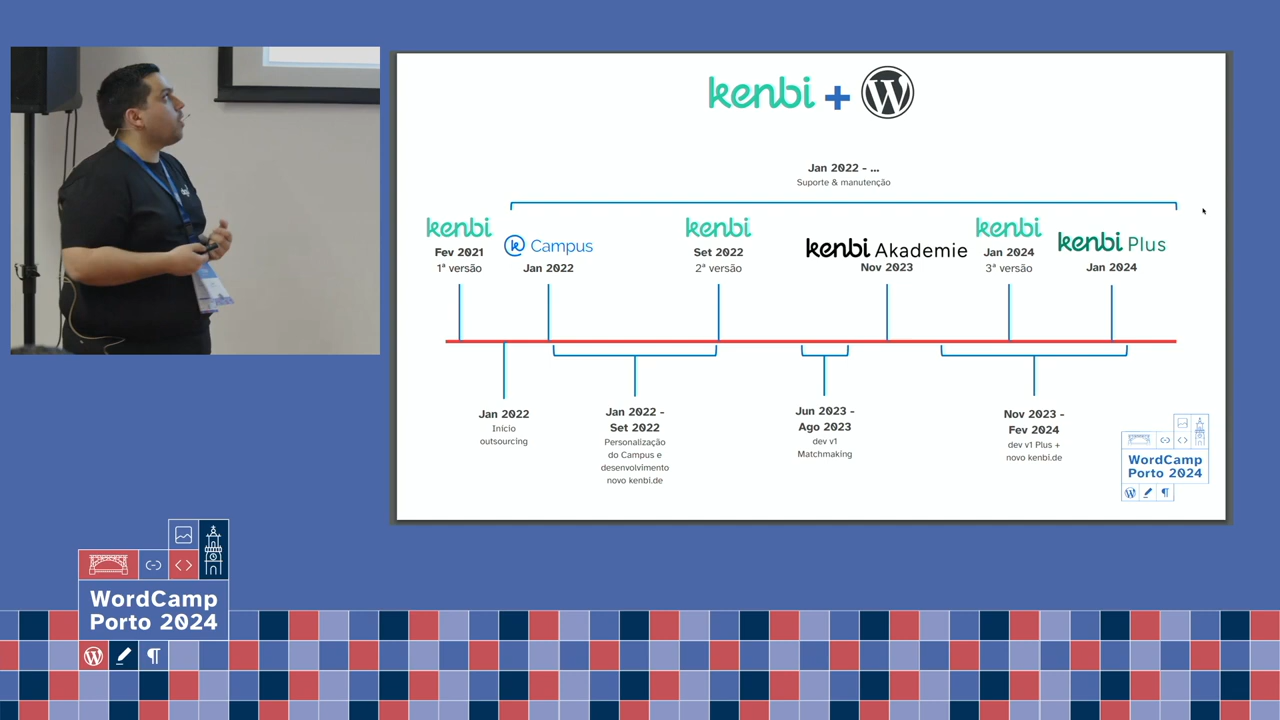 kenbi +
Jan 2022 - ...
Suporte & manutenção
kenbi
Fev 2021
1ª versão
Campus
Jan 2022
kenbi
Set 2022
2ª versão
kenbi Akademie
Nov 2023
kenbi
Jan 2024
3ª versão
kenbi Plus
Jan 2024
Jan 2022
Início
outsourcing
Jan 2022 -
Set 2022
Personalização
do Campus e
desenvolvimento
novo kenbi.de
Jun 2023 -
Ago 2023
dev v1
Matchmaking
Nov 2023 -
Fev 2024
dev v1 Plus +
novo kenbi.de
WordCamp
Porto 2024
WordCamp
Porto 2024